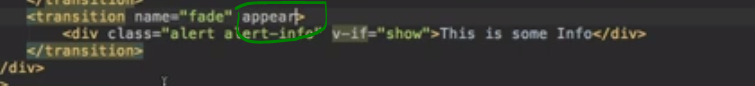 <transition name="fade" appear>
<div class="alert alert-info" v-if="show">This is some Info</div>
</transition>
/div>